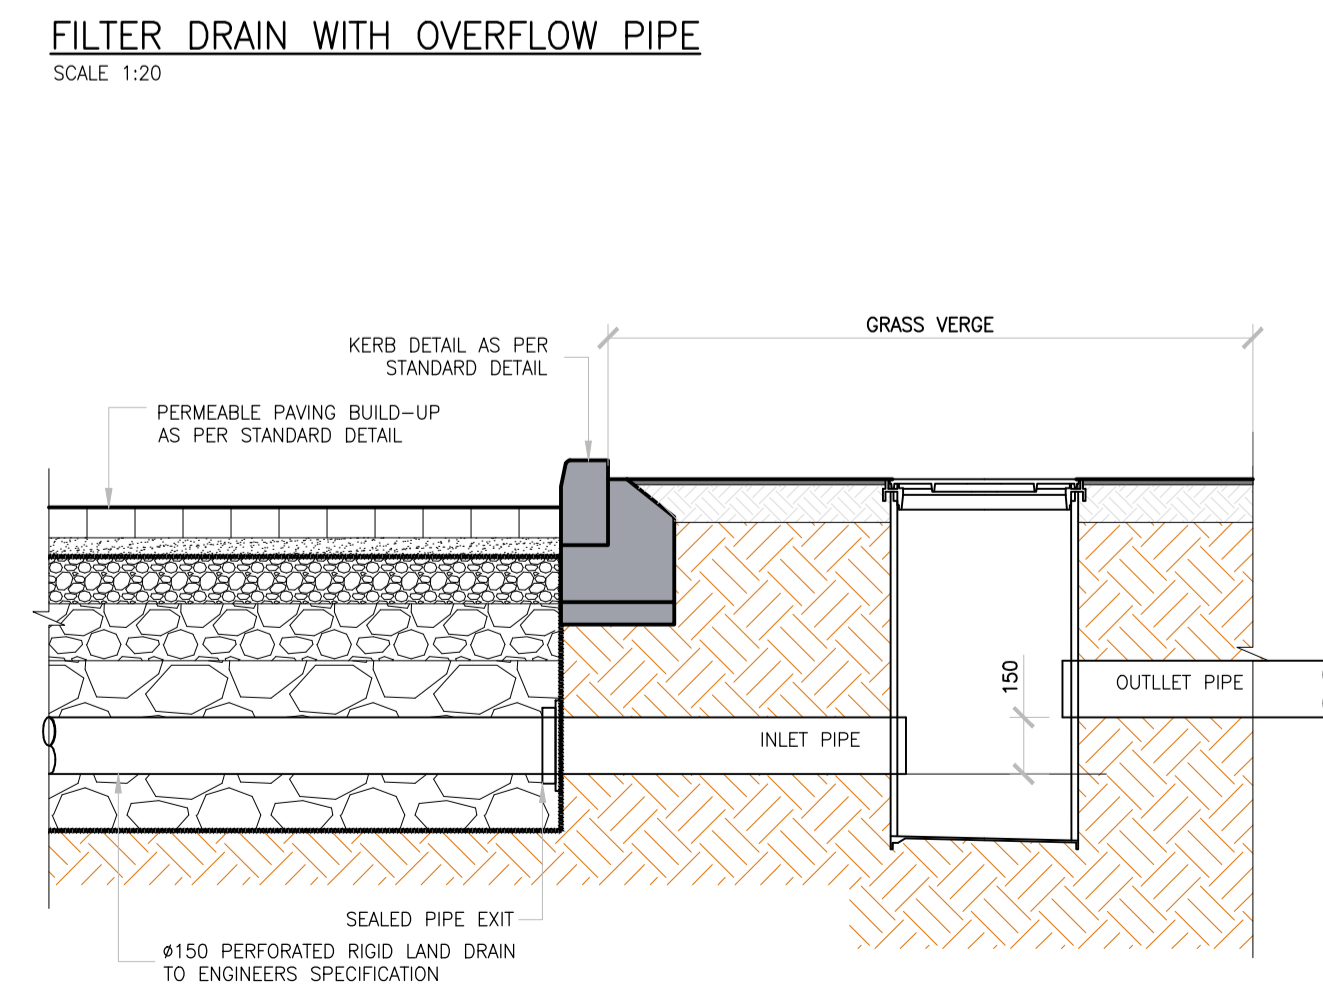 FILTER DRAIN WITH OVERFLOW PIPE
SCALE 1:20
GRASS VERGE
KERB DETAIL AS PER
STANDARD DETAIL
PERMEABLE PAVING BUILD-UP
AS PER STANDARD DETAIL
150
OUTLLET PIPE
INLET PIPE
SEALED PIPE EXIT
Ø150 PERFORATED RIGID LAND DRAIN
TO ENGINEERS SPECIFICATION